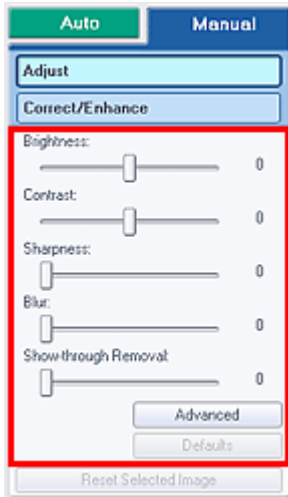 Auto Manual
Adjust
Correct/Enhance
Brightness:
0
Contrast:
0
Sharpness:
0
Blur:
0
Show-through Removal:
0
Advanced
Defaults
Reset Selected Image